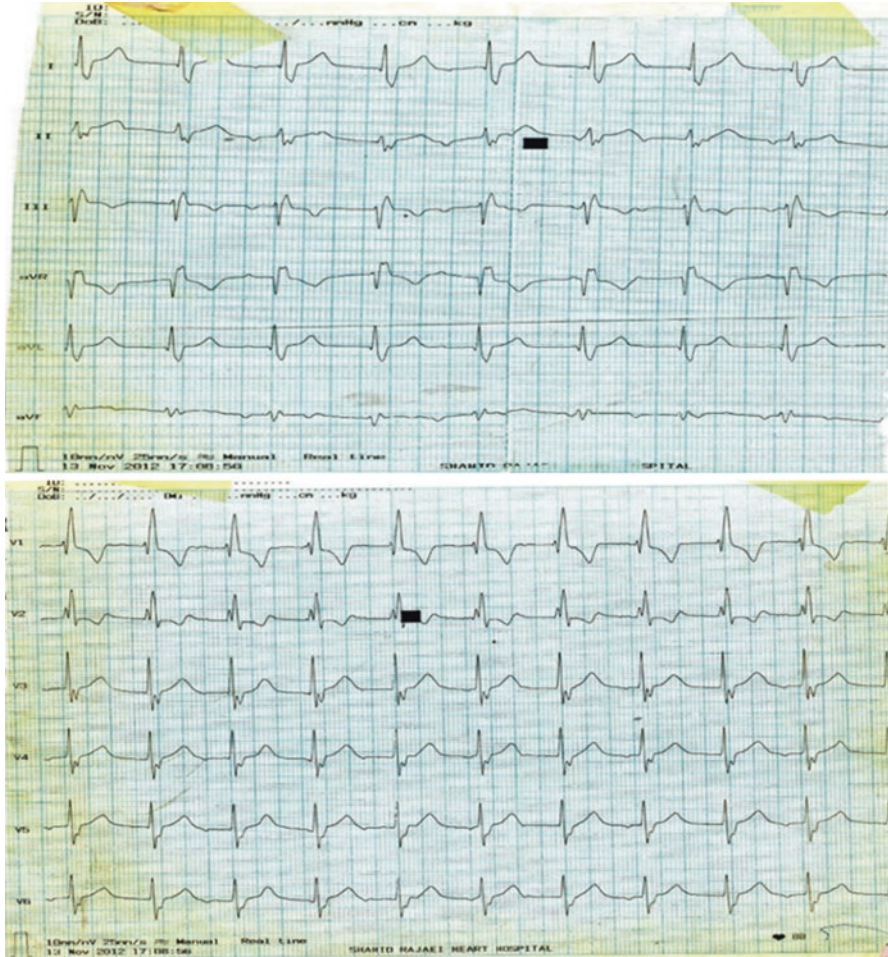 ID:
S/N:
DoB: ../.../.......mmHg ...cm ...kg
I
II
III
aVR
aVL
aVF
10mm/mV 25mm/s Manual Real time
13 Nov 2012 17:08:56
SPITAL
ID:
S/N:
DoB: ../.../....
mmHg ...cm ...kg
V1
V2
V3
V4
V5
V6
10mm/mV 25mm/s Manual Real time
13 Nov 2012 17:08:56
SHAHID RAJAEI HEART HOSPITAL